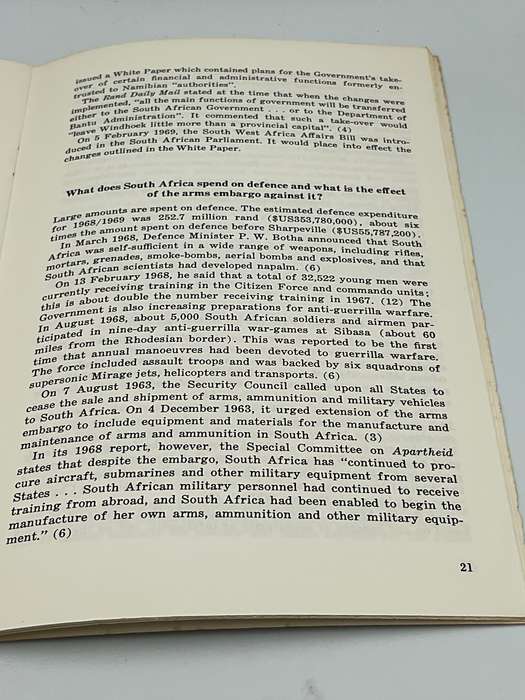 issued a White Paper which contained plans for the Government's take-
over of certain financial and administrative functions formerly en-
trusted to Namibian "authorities".
The Rand Daily Mail stated at the time that when the changes were
implemented, "all the main functions of government will be transferred
either to the South African Government . . . or to the Department of
Bantu Administration". It commented that such a take-over would
"leave Windhoek little more than a provincial capital". (4)
On 5 February 1969, the South West Africa Affairs Bill was intro-
duced in the South African Parliament. It would place into effect the
changes outlined in the White Paper.
What does South Africa spend on defence and what is the effect
of the arms embargo against it?
Large amounts are spent on defence. The estimated defence expenditure
for 1968/1969 was 252.7 million rand ($US353,780,000), about six
times the amount spent on defence before Sharpeville ($US55,787,200).
In March 1968, Defence Minister P. W. Botha announced that South
Africa was self-sufficient in a wide range of weapons, including rifles,
mortars, grenades, smoke-bombs, aerial bombs and explosives, and that
South African scientists had developed napalm. (6)
On 13 February 1968, he said that a total of 32,522 young men were
currently receiving training in the Citizen Force and commando units;
this is about double the number receiving training in 1967. (12) The
Government is also increasing preparations for anti-guerrilla warfare.
In August 1968, about 5,000 South African soldiers and airmen par-
ticipated in nine-day anti-guerrilla war-games at Sibasa (about 60
miles from the Rhodesian border). This was reported to be the first
time that annual manoeuvres had been devoted to guerrilla warfare.
The force included assault troops and was backed by six squadrons of
supersonic Mirage jets, helicopters and transports. (6)
On 7 August 1963, the Security Council called upon all States to
cease the sale and shipment of arms, ammunition and military vehicles
to South Africa. On 4 December 1963, it urged extension of the arms
embargo to include equipment and materials for the manufacture and
maintenance of arms and ammunition in South Africa. (3)
In its 1968 report, however, the Special Committee on Apartheid
states that despite the embargo, South Africa has "continued to pro-
cure aircraft, submarines and other military equipment from several
States . . . South African military personnel had continued to receive
training from abroad, and South Africa had been enabled to begin the
manufacture of her own arms, ammunition and other military equip-
ment." (6)
21